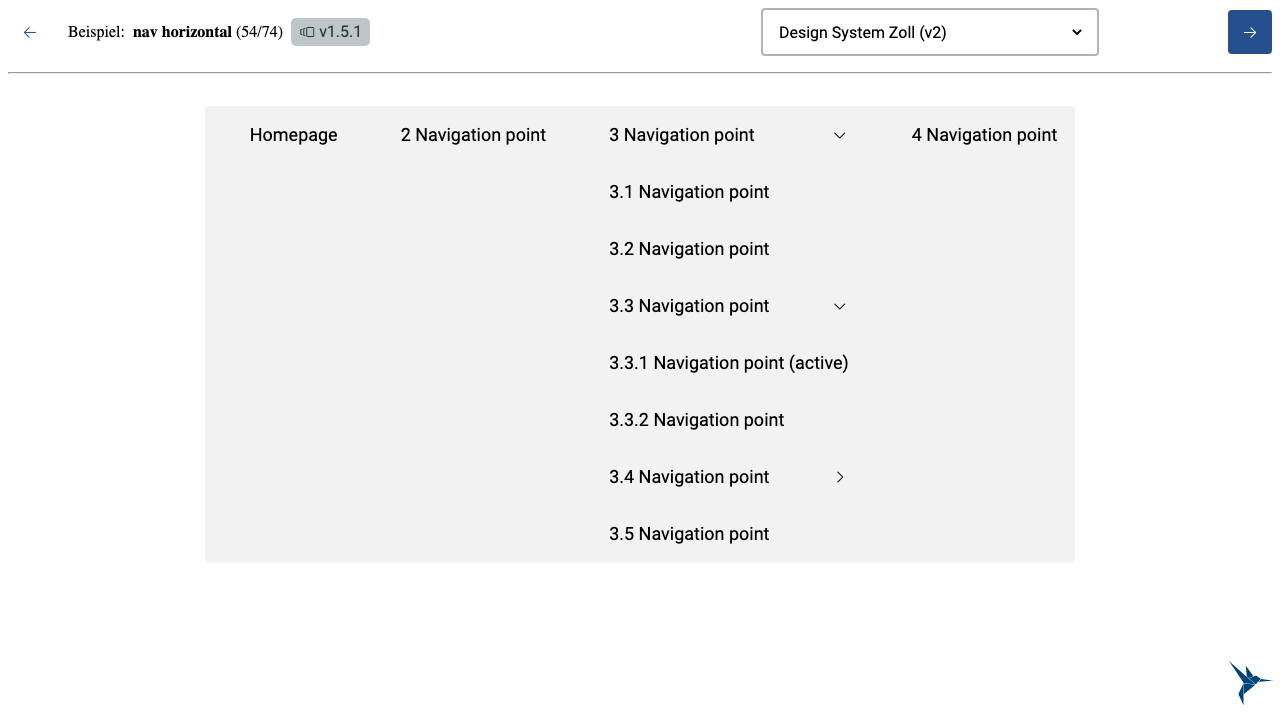 Beispiel: nav horizontal (54/74) v1.5.1 Design System Zoll (v2)
Homepage 2 Navigation point 3 Navigation point 4 Navigation point
3.1 Navigation point
3.2 Navigation point
3.3 Navigation point
3.3.1 Navigation point (active)
3.3.2 Navigation point
3.4 Navigation point
3.5 Navigation point